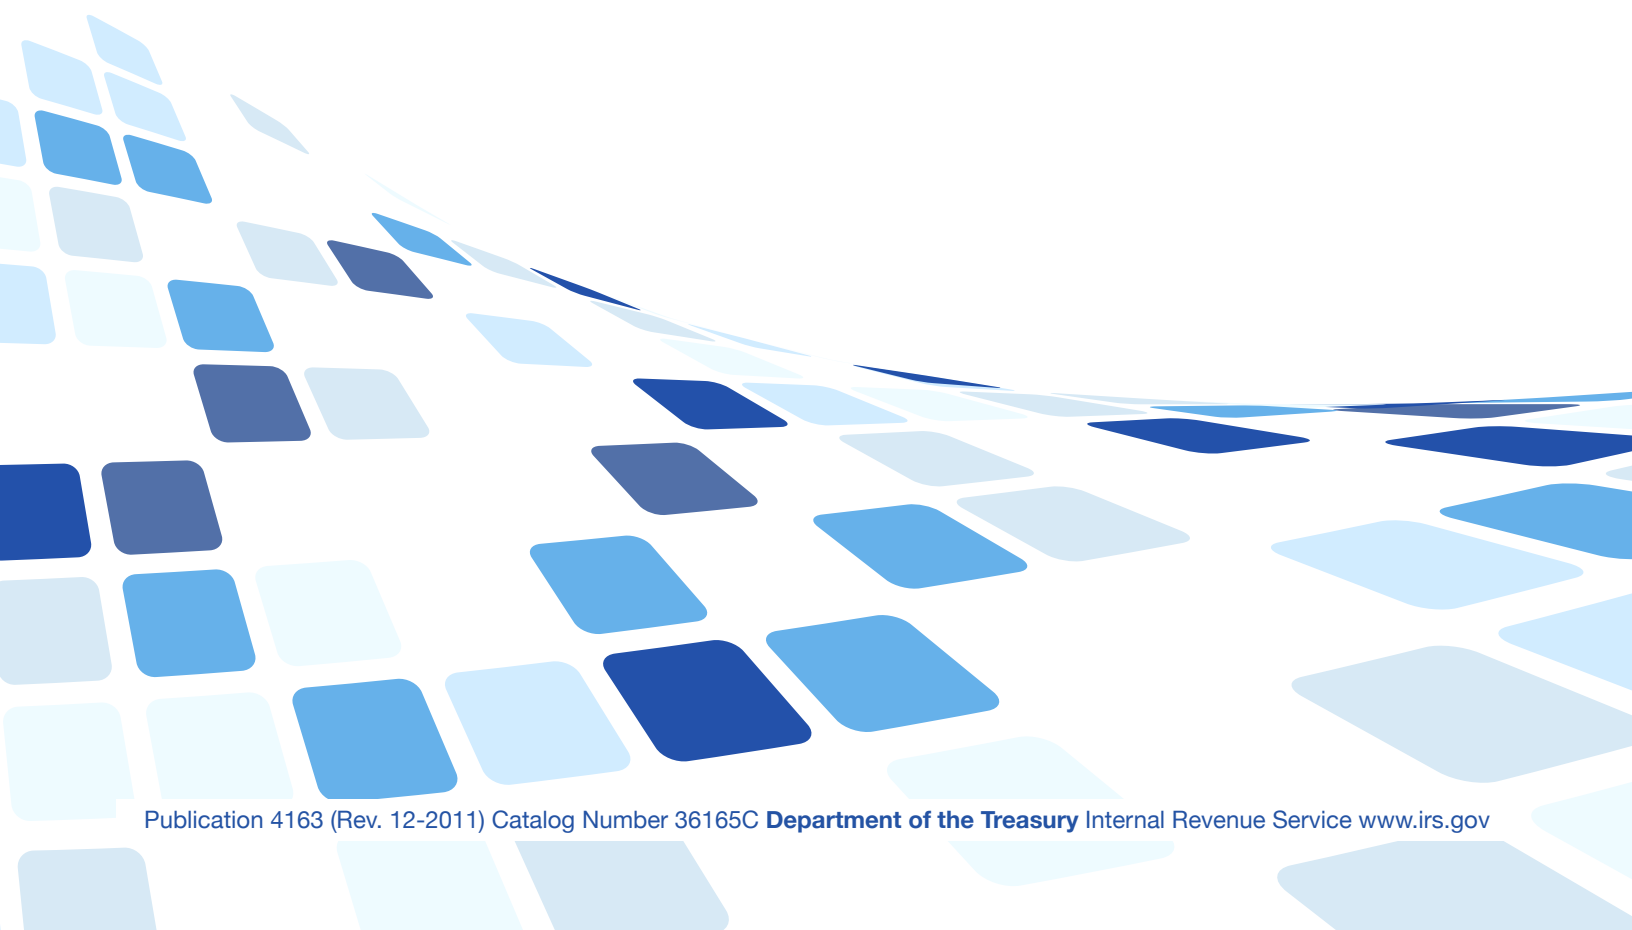 Publication 4163 (Rev. 12-2011) Catalog Number 36165C Department of the Treasury Internal Revenue Service www.irs.gov